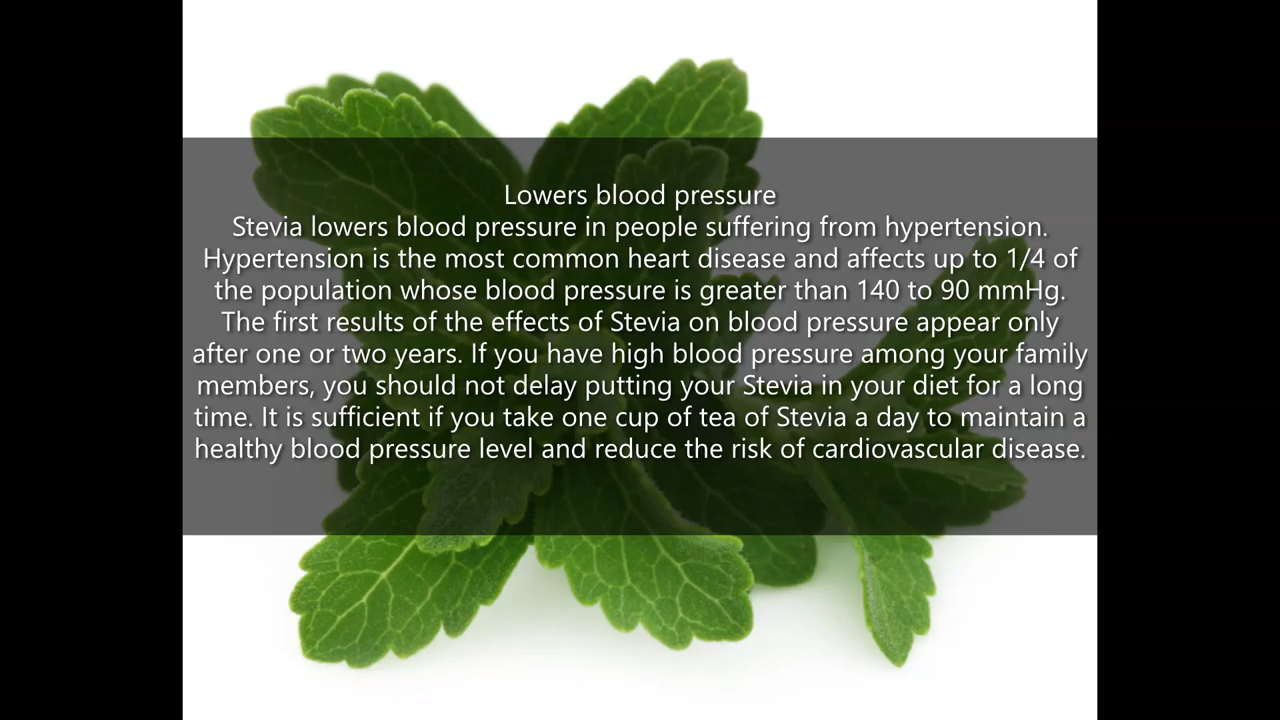 Lowers blood pressure
Stevia lowers blood pressure in people suffering from hypertension.
Hypertension is the most common heart disease and affects up to 1/4 of
the population whose blood pressure is greater than 140 to 90 mmHg.
The first results of the effects of Stevia on blood pressure appear only
after one or two years. If you have high blood pressure among your family
members, you should not delay putting your Stevia in your diet for a long
time. It is sufficient if you take one cup of tea of Stevia a day to maintain a
healthy blood pressure level and reduce the risk of cardiovascular disease.